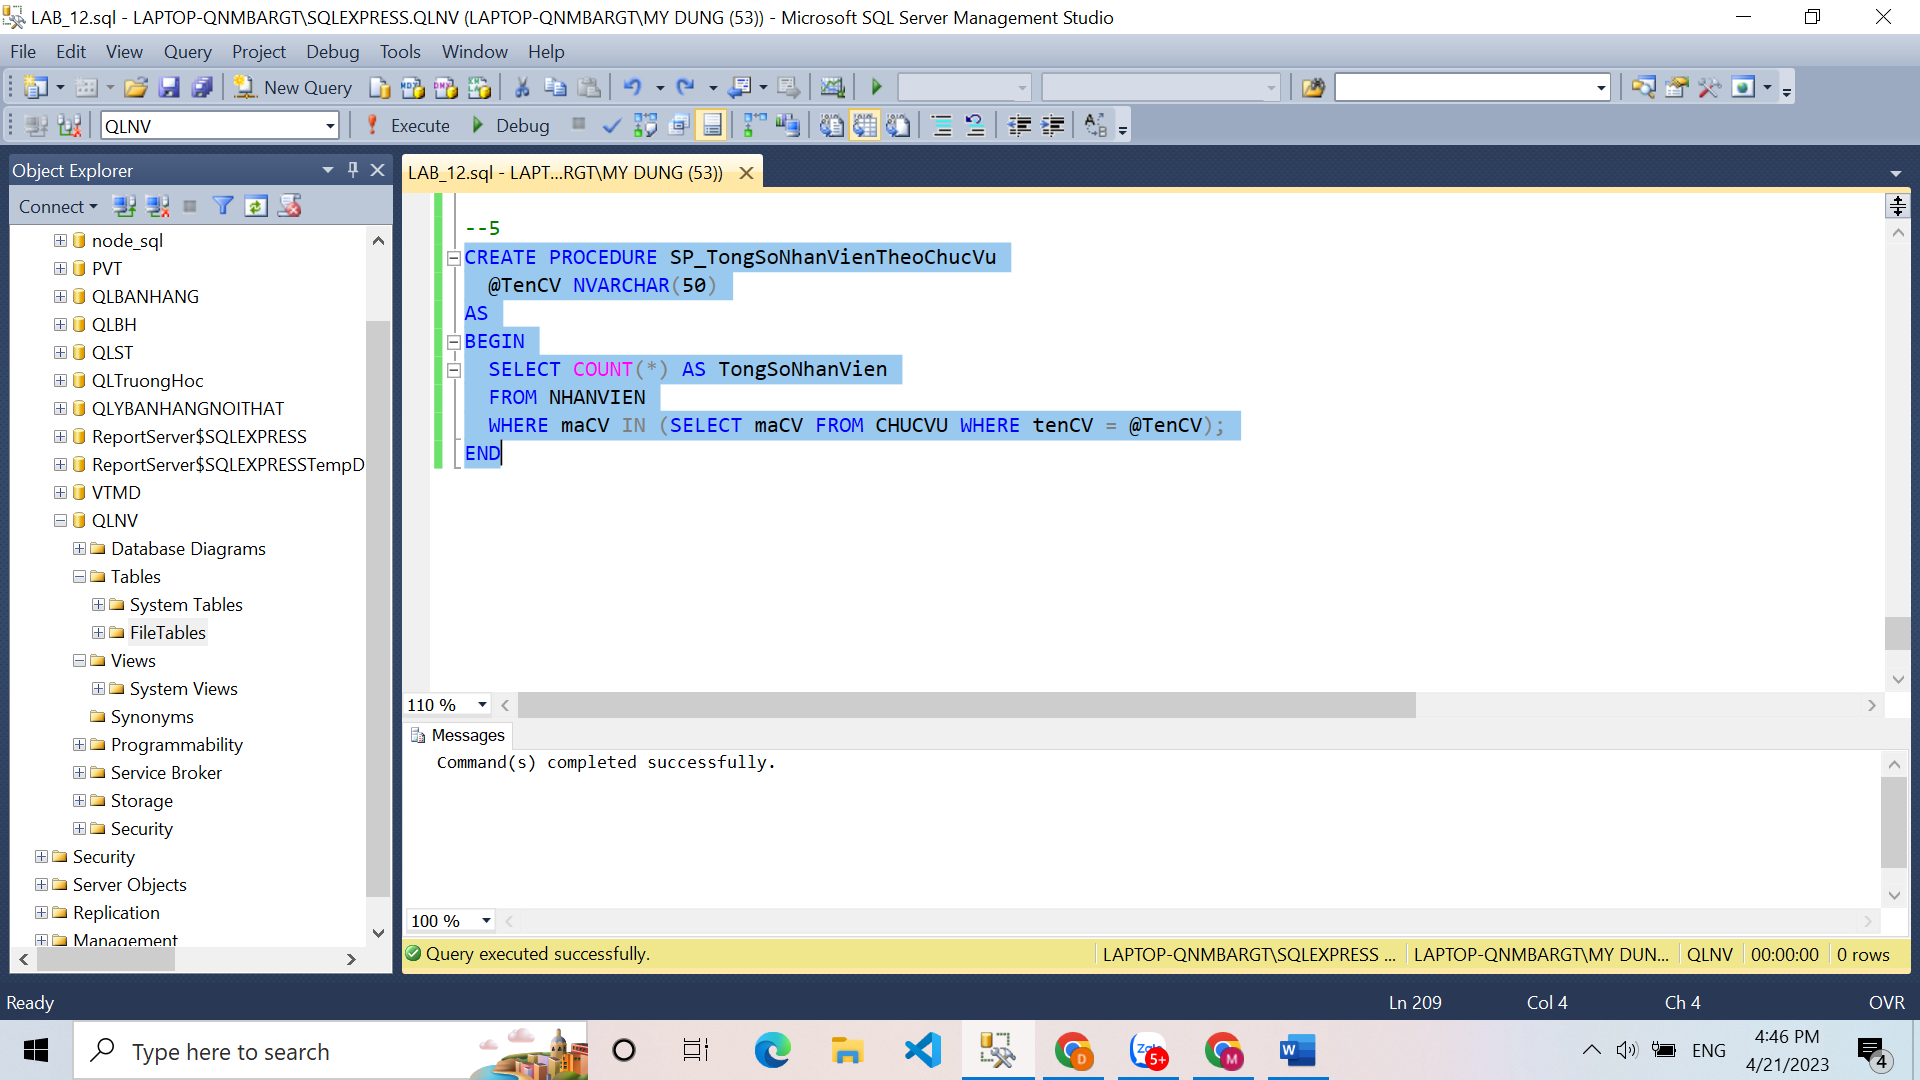 LAB_12.sql - LAPTOP-QNMBARGT\SQLEXPRESS.QLNV (LAPTOP-QNMBARGT\MY DUNG (53)) - Microsoft SQL Server Management Studio
File Edit View Query Project Debug Tools Window Help
New Query
QLNV Execute Debug
Object Explorer
Connect
node_sql
PVT
QLBANHANG
QLBH
QLST
QLTruongHoc
QLYBANHANGNOITHAT
ReportServer$SQLEXPRESS
ReportServer$SQLEXPRESSTempD
VTMD
QLNV
Database Diagrams
Tables
System Tables
FileTables
Views
System Views
Synonyms
Programmability
Service Broker
Storage
Security
Security
Server Objects
Replication
Management
LAB_12.sql - LAPT...RGT\MY DUNG (53))
--5
CREATE PROCEDURE SP_TongSoNhanVienTheoChucVu
@TenCV NVARCHAR(50)
AS
BEGIN
SELECT COUNT(*) AS TongSoNhanVien
FROM NHANVIEN
WHERE maCV IN (SELECT maCV FROM CHUCVU WHERE tenCV = @TenCV);
END
110 %
Messages
Command(s) completed successfully.
100 %
Query executed successfully. LAPTOP-QNMBARGT\SQLEXPRESS ... LAPTOP-QNMBARGT\MY DUN... QLNV 00:00:00 0 rows
Ready Ln 209 Col 4 Ch 4 OVR
Type here to search
D
Zalo
5+
M
W
ENG
4:46 PM
4/21/2023
4